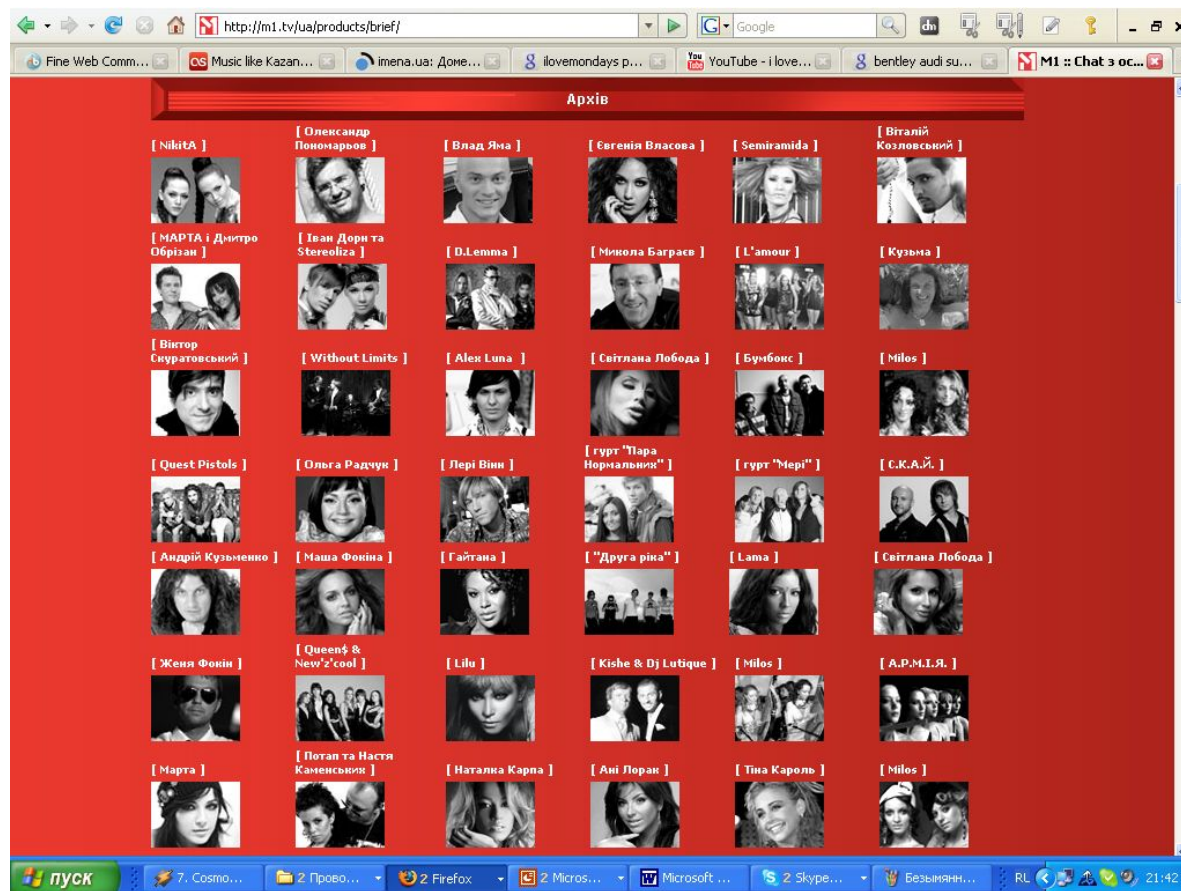 http://m1.tv/ua/products/brief/
Google
Fine Web Comm...
Music like Kazan...
imena.ua: Доме...
ilovemondays p...
YouTube - i love...
bentley audi su...
M1 :: Chat з ос...
Архів
[ NikitA ]
[ Олександр
Пономарьов ]
[ Влад Яма ]
[ Євгенія Власова ]
[ Semiramida ]
[ Віталій
Козловський ]
[ МАРТА і Дмитро
Обрізан ]
[ Іван Дорн та
Stereoliza ]
[ D.Lemma ]
[ Микола Баграєв ]
[ L'amour ]
[ Кузьма ]
[ Віктор
Скуратовський ]
[ Without Limits ]
[ Alex Luna ]
[ Світлана Лобода ]
[ Бумбокс ]
[ Milos ]
[ Quest Pistols ]
[ Ольга Радчук ]
[ Лері Вінн ]
[ гурт "Пара
Нормальних" ]
[ гурт "Мері" ]
[ С.К.А.Й. ]
[ Андрій Кузьменко ]
[ Маша Фокіна ]
[ Гайтана ]
[ "Друга ріка" ]
[ Lama ]
[ Світлана Лобода ]
[ Женя Фокін ]
[ Queen$ &
New'z'cool ]
[ Lilu ]
[ Kishe & Dj Lutique ]
[ Milos ]
[ А.Р.М.І.Я. ]
[ Марта ]
[ Потап та Настя
Каменських ]
[ Наталка Карпа ]
[ Ані Лорак ]
[ Тіна Кароль ]
[ Milos ]
пуск
7. Cosmo...
2 Прово...
2 Firefox
2 Micros...
Microsoft ...
2 Skype...
Безымянн...
RL
21:42